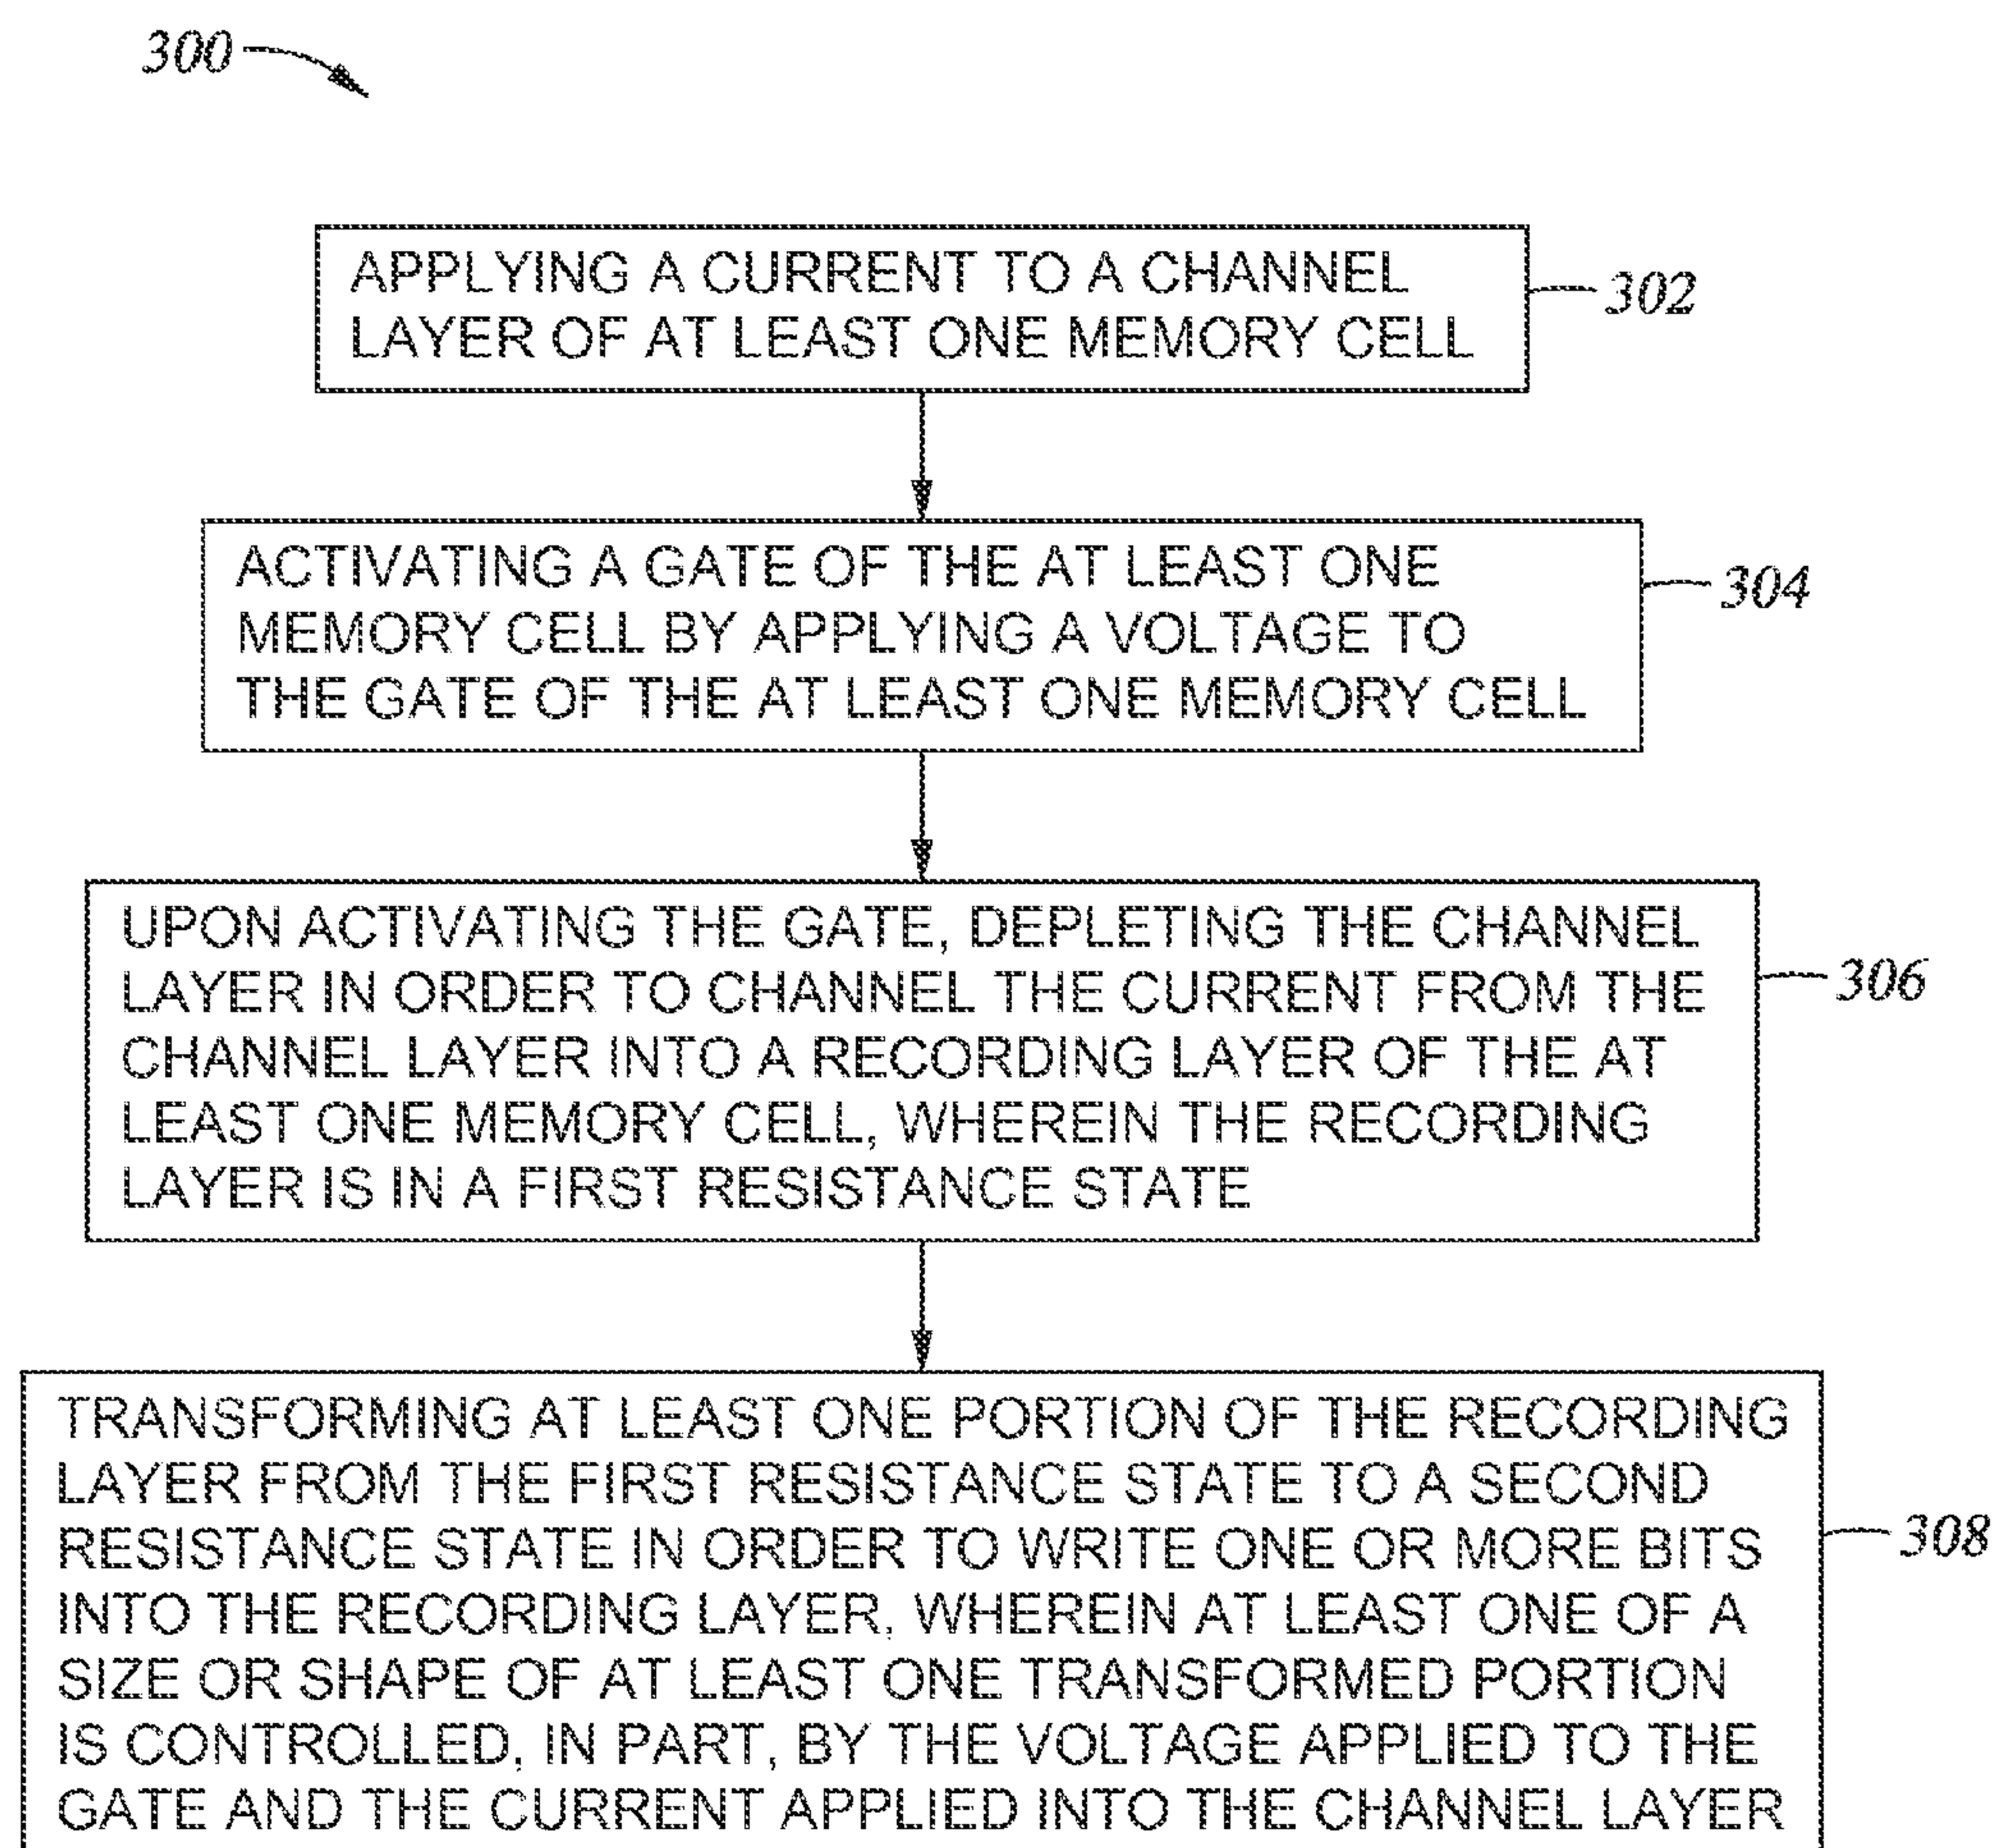 300
APPLYING A CURRENT TO A CHANNEL
LAYER OF AT LEAST ONE MEMORY CELL
302
ACTIVATING A GATE OF THE AT LEAST ONE
MEMORY CELL BY APPLYING A VOLTAGE TO
THE GATE OF THE AT LEAST ONE MEMORY CELL
304
UPON ACTIVATING THE GATE, DEPLETING THE CHANNEL
LAYER IN ORDER TO CHANNEL THE CURRENT FROM THE
CHANNEL LAYER INTO A RECORDING LAYER OF THE AT
LEAST ONE MEMORY CELL, WHEREIN THE RECORDING
LAYER IS IN A FIRST RESISTANCE STATE
306
TRANSFORMING AT LEAST ONE PORTION OF THE RECORDING
LAYER FROM THE FIRST RESISTANCE STATE TO A SECOND
RESISTANCE STATE IN ORDER TO WRITE ONE OR MORE BITS
INTO THE RECORDING LAYER, WHEREIN AT LEAST ONE OF A
SIZE OR SHAPE OF AT LEAST ONE TRANSFORMED PORTION
IS CONTROLLED, IN PART, BY THE VOLTAGE APPLIED TO THE
GATE AND THE CURRENT APPLIED INTO THE CHANNEL LAYER
308